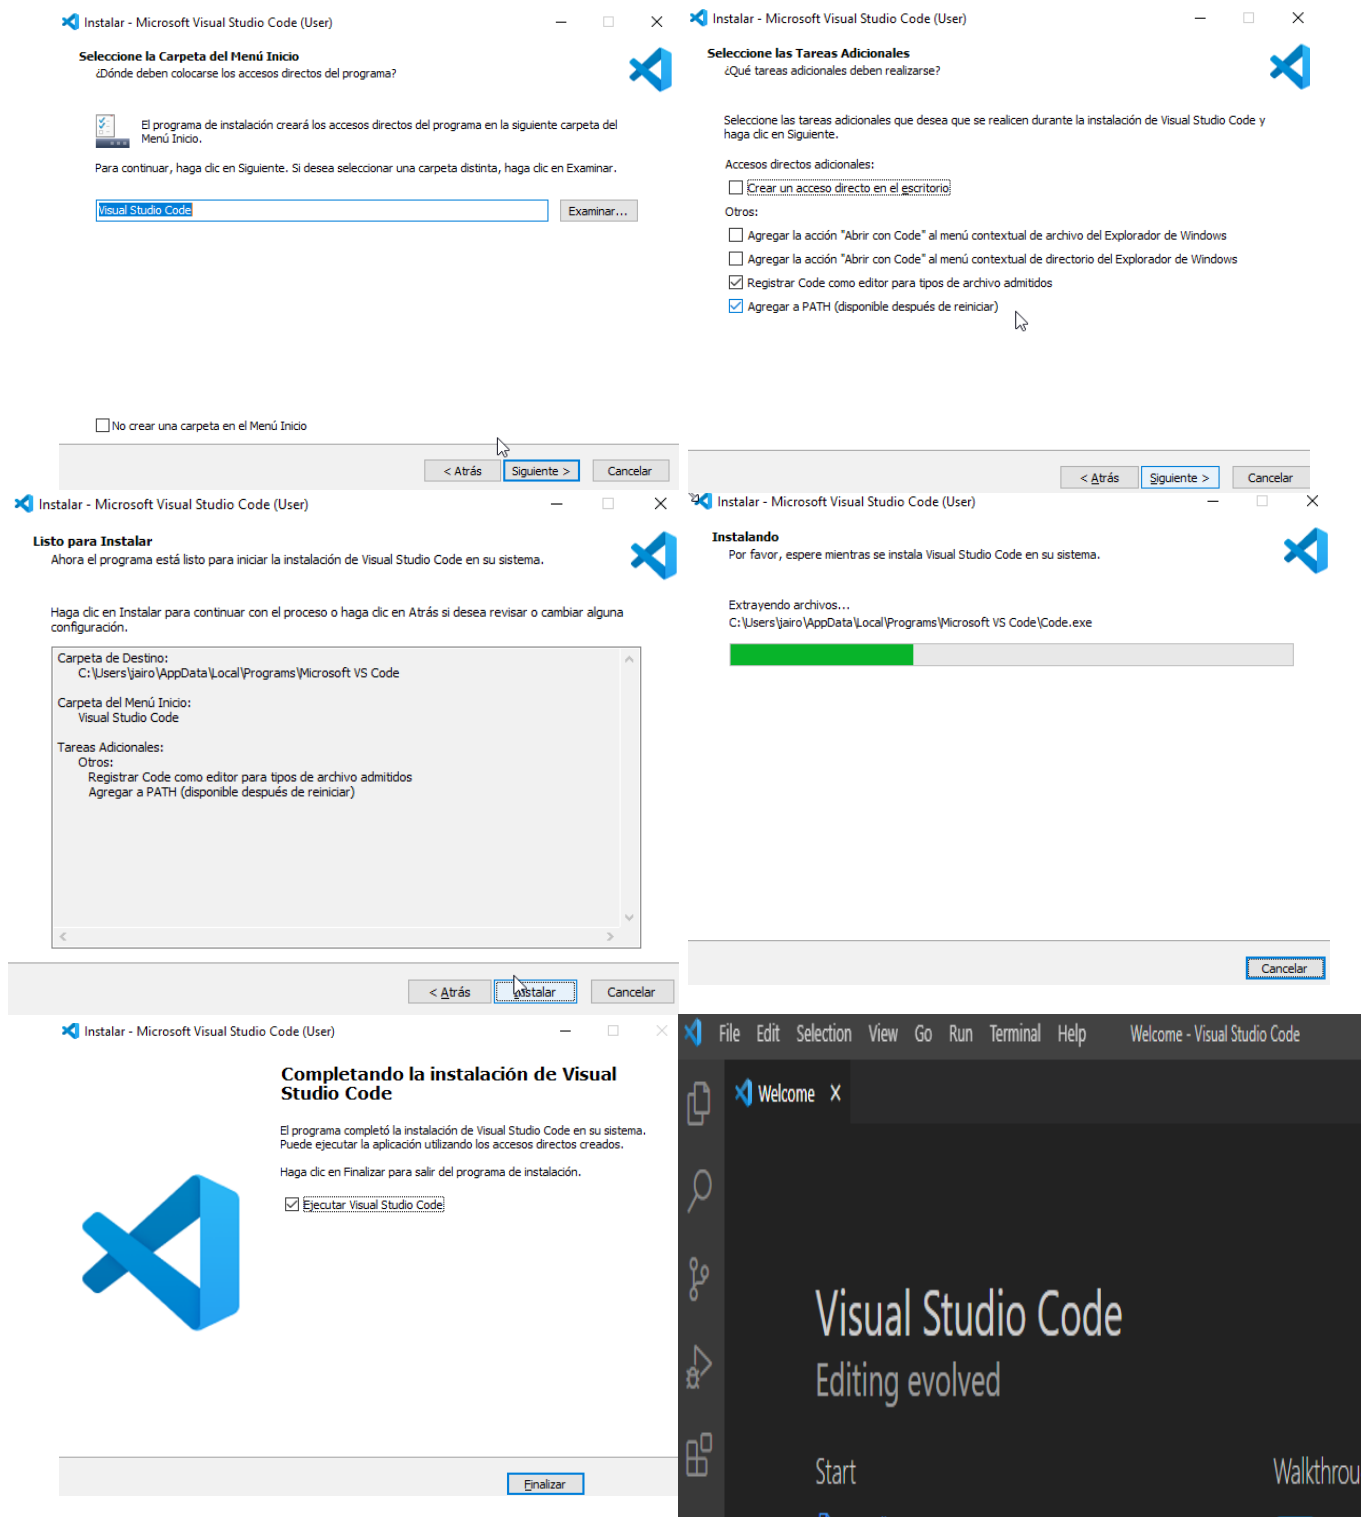 Instalar - Microsoft Visual Studio Code (User)
Seleccione la Carpeta del Menú Inicio
¿Dónde deben colocarse los accesos directos del programa?
El programa de instalación creará los accesos directos del programa en la siguiente carpeta del
Menú Inicio.
Para continuar, haga clic en Siguiente. Si desea seleccionar una carpeta distinta, haga clic en Examinar.
Visual Studio Code
Examinar...
No crear una carpeta en el Menú Inicio
< Atrás
Siguiente >
Cancelar
Instalar - Microsoft Visual Studio Code (User)
Seleccione las Tareas Adicionales
¿Qué tareas adicionales deben realizarse?
Seleccione las tareas adicionales que desea que se realicen durante la instalación de Visual Studio Code y
haga clic en Siguiente.
Accesos directos adicionales:
Crear un acceso directo en el escritorio
Otros:
Agregar la acción "Abrir con Code" al menú contextual de archivo del Explorador de Windows
Agregar la acción "Abrir con Code" al menú contextual de directorio del Explorador de Windows
Registrar Code como editor para tipos de archivo admitidos
Agregar a PATH (disponible después de reiniciar)
< Atrás
Siguiente >
Cancelar
Instalar - Microsoft Visual Studio Code (User)
Listo para Instalar
Ahora el programa está listo para iniciar la instalación de Visual Studio Code en su sistema.
Haga clic en Instalar para continuar con el proceso o haga clic en Atrás si desea revisar o cambiar alguna
configuración.
Carpeta de Destino:
C:\Users\jairo\AppData\Local\Programs\Microsoft VS Code
Carpeta del Menú Inicio:
Visual Studio Code
Tareas Adicionales:
Otros:
Registrar Code como editor para tipos de archivo admitidos
Agregar a PATH (disponible después de reiniciar)
< Atrás
Instalar
Cancelar
Instalar - Microsoft Visual Studio Code (User)
Instalando
Por favor, espere mientras se instala Visual Studio Code en su sistema.
Extrayendo archivos...
C:\Users\jairo\AppData\Local\Programs\Microsoft VS Code\Code.exe
Cancelar
Instalar - Microsoft Visual Studio Code (User)
Completando la instalación de Visual
Studio Code
El programa completó la instalación de Visual Studio Code en su sistema.
Puede ejecutar la aplicación utilizando los accesos directos creados.
Haga clic en Finalizar para salir del programa de instalación.
Ejecutar Visual Studio Code
Finalizar
File Edit Selection View Go Run Terminal Help Welcome - Visual Studio Code
Welcome
Visual Studio Code
Editing evolved
Start
Walkthrou